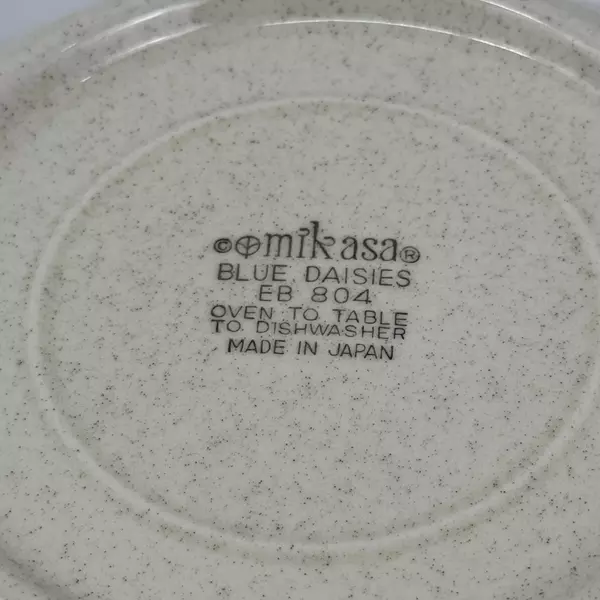 © mikasa®
BLUE DAISIES
EB 804
OVEN TO TABLE
TO DISHWASHER
MADE IN JAPAN